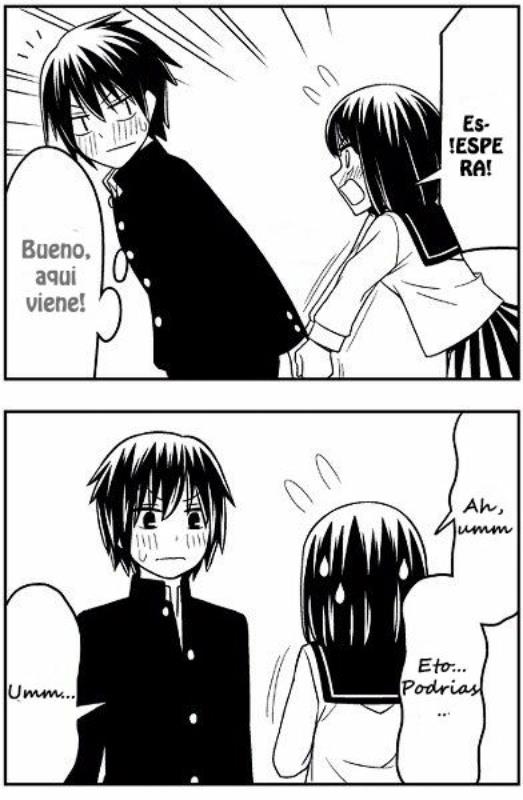 Es-
!ESPE
RA!
Bueno,
aqui
viene!
Ah,
umm
Eto...
Podrias
...
Umm...